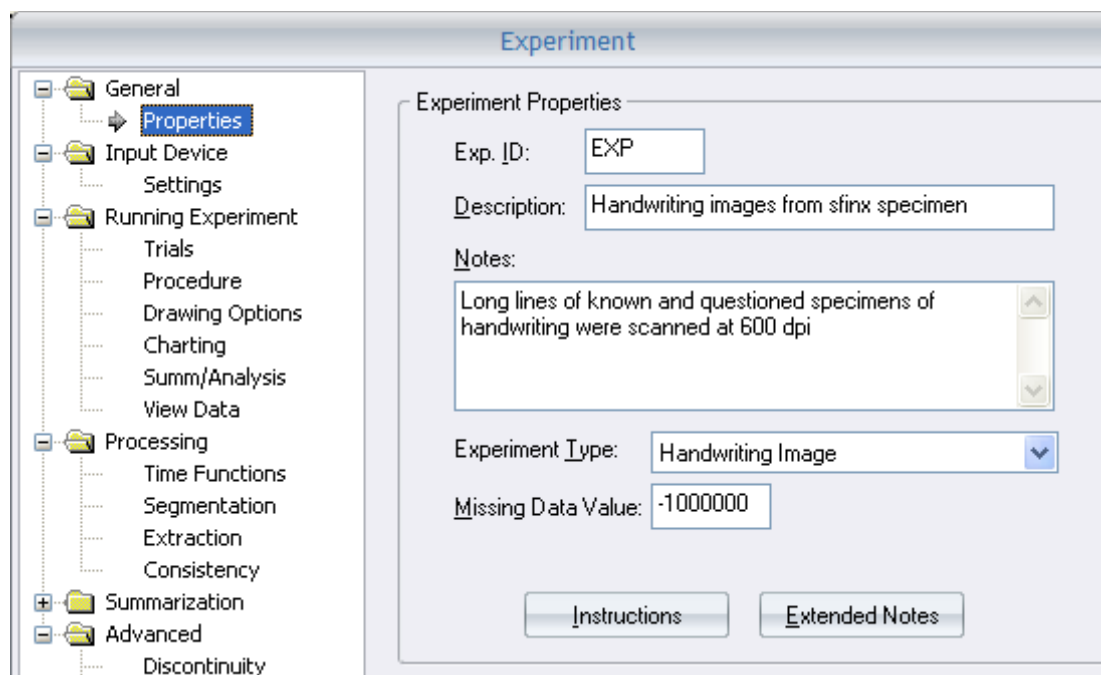 Experiment
General
Properties
Input Device
Settings
Running Experiment
Trials
Procedure
Drawing Options
Charting
Summ/Analysis
View Data
Processing
Time Functions
Segmentation
Extraction
Consistency
Summarization
Advanced
Discontinuity
Experiment Properties
Exp. ID: EXP
Description: Handwriting images from sfinx specimen
Notes:
Long lines of known and questioned specimens of
handwriting were scanned at 600 dpi
Experiment Type: Handwriting Image
Missing Data Value: -1000000
Instructions Extended Notes